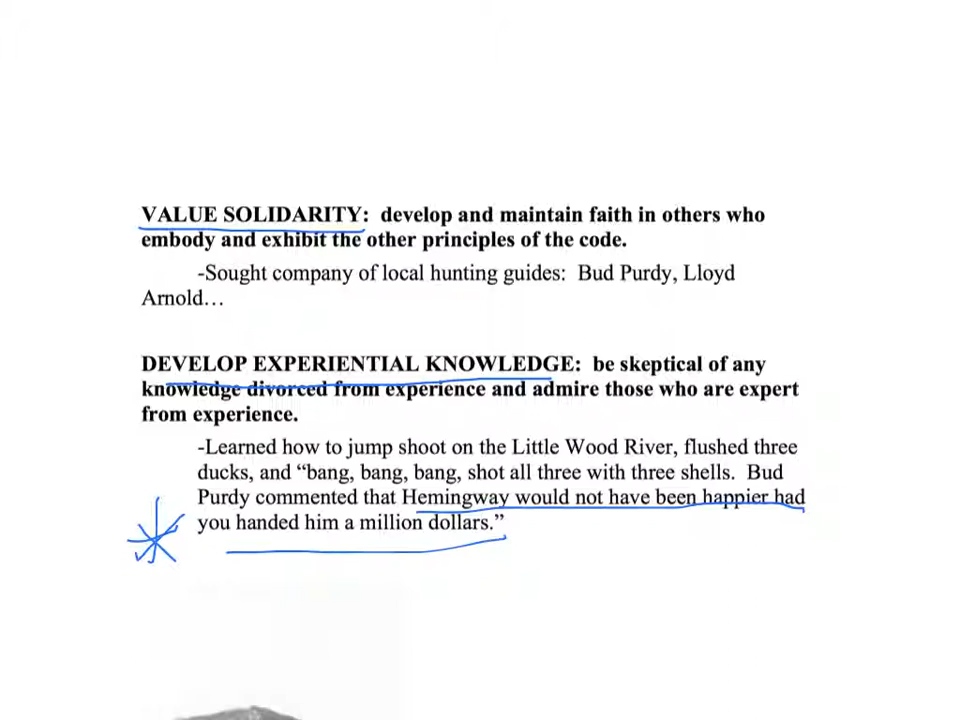 VALUE SOLIDARITY:  develop and maintain faith in others who
embody and exhibit the other principles of the code.
-Sought company of local hunting guides:  Bud Purdy, Lloyd
Arnold…
DEVELOP EXPERIENTIAL KNOWLEDGE:  be skeptical of any
knowledge divorced from experience and admire those who are expert
from experience.
-Learned how to jump shoot on the Little Wood River, flushed three
ducks, and “bang, bang, bang, shot all three with three shells.  Bud
Purdy commented that Hemingway would not have been happier had
you handed him a million dollars.”